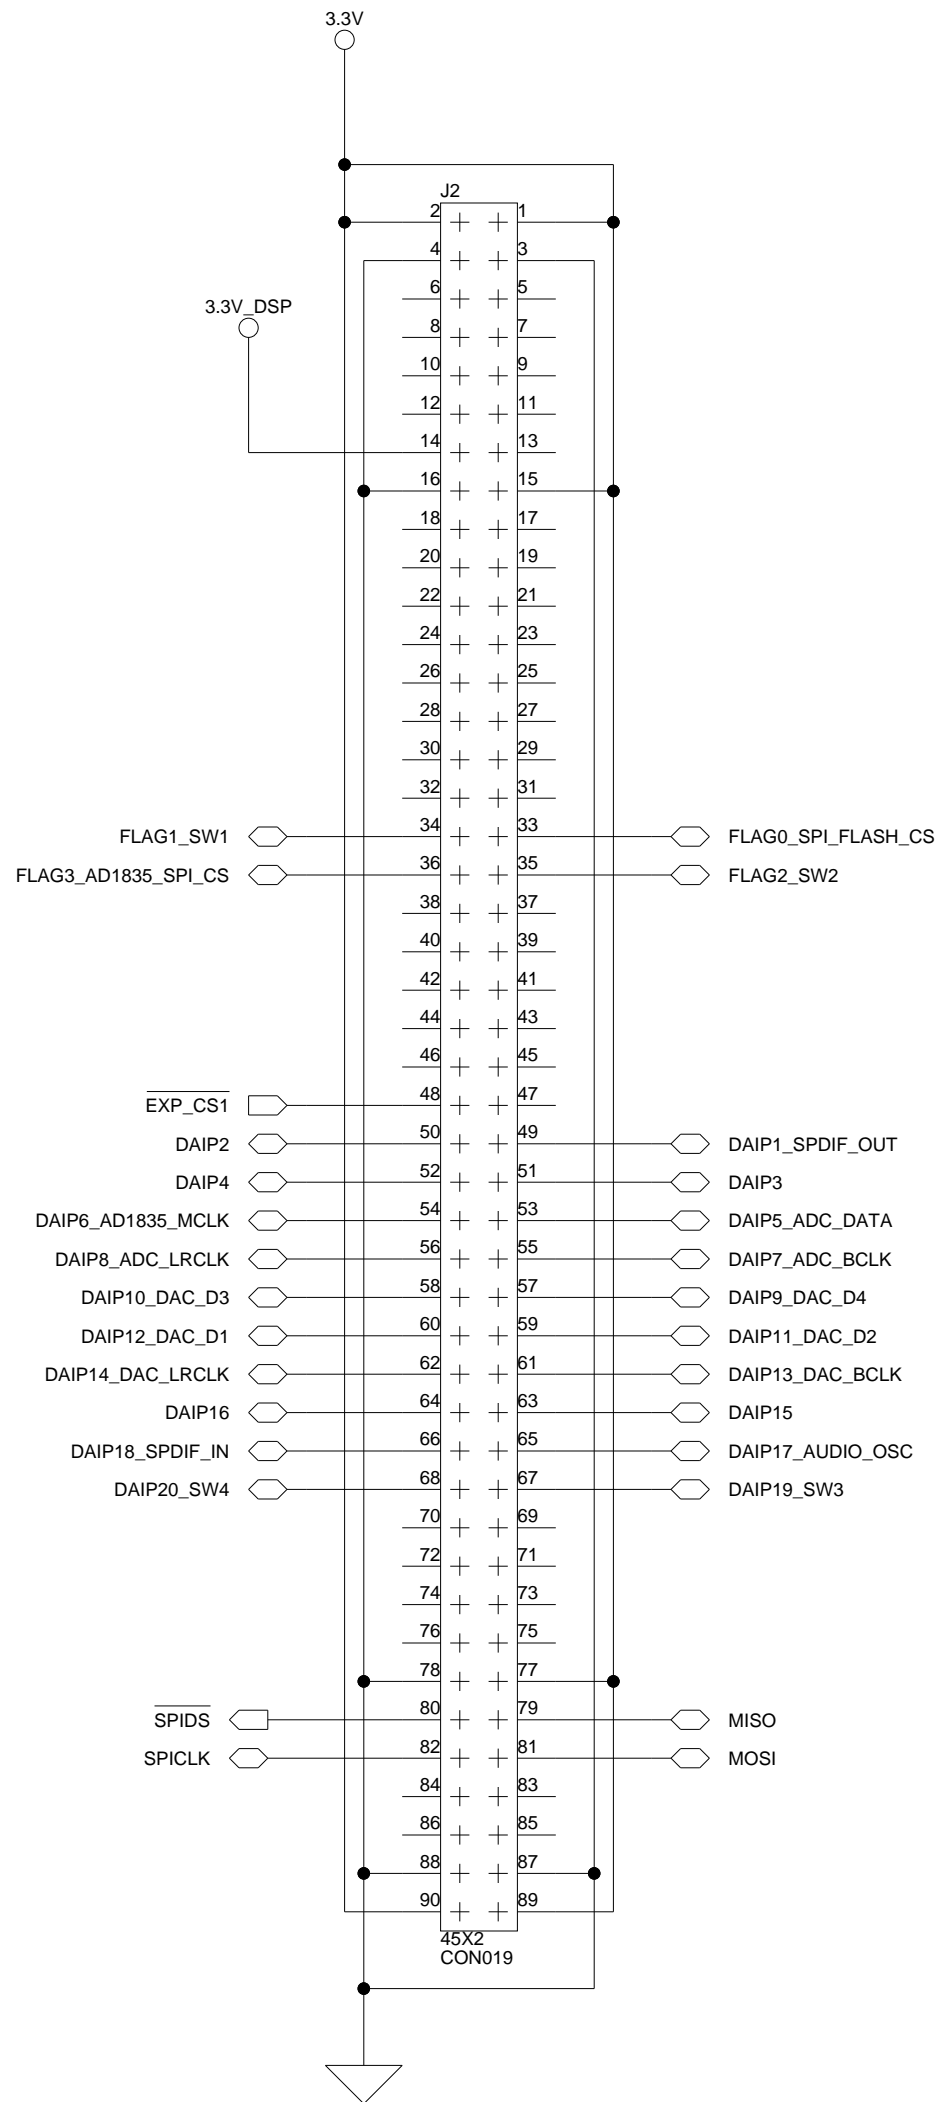 3.3V
J2
2 1
4 3
6 5
3.3V_DSP
8 7
10 9
12 11
14 13
16 15
18 17
20 19
22 21
24 23
26 25
28 27
30 29
32 31
FLAG1_SW1 34 33 FLAG0_SPI_FLASH_CS
FLAG3_AD1835_SPI_CS 36 35 FLAG2_SW2
38 37
40 39
42 41
44 43
46 45
EXP_CS1 48 47
DAIP2 50 49 DAIP1_SPDIF_OUT
DAIP4 52 51 DAIP3
DAIP6_AD1835_MCLK 54 53 DAIP5_ADC_DATA
DAIP8_ADC_LRCLK 56 55 DAIP7_ADC_BCLK
DAIP10_DAC_D3 58 57 DAIP9_DAC_D4
DAIP12_DAC_D1 60 59 DAIP11_DAC_D2
DAIP14_DAC_LRCLK 62 61 DAIP13_DAC_BCLK
DAIP16 64 63 DAIP15
DAIP18_SPDIF_IN 66 65 DAIP17_AUDIO_OSC
DAIP20_SW4 68 67 DAIP19_SW3
70 69
72 71
74 73
76 75
78 77
SPIDS 80 79 MISO
SPICLK 82 81 MOSI
84 83
86 85
88 87
90 89
45X2
CON019